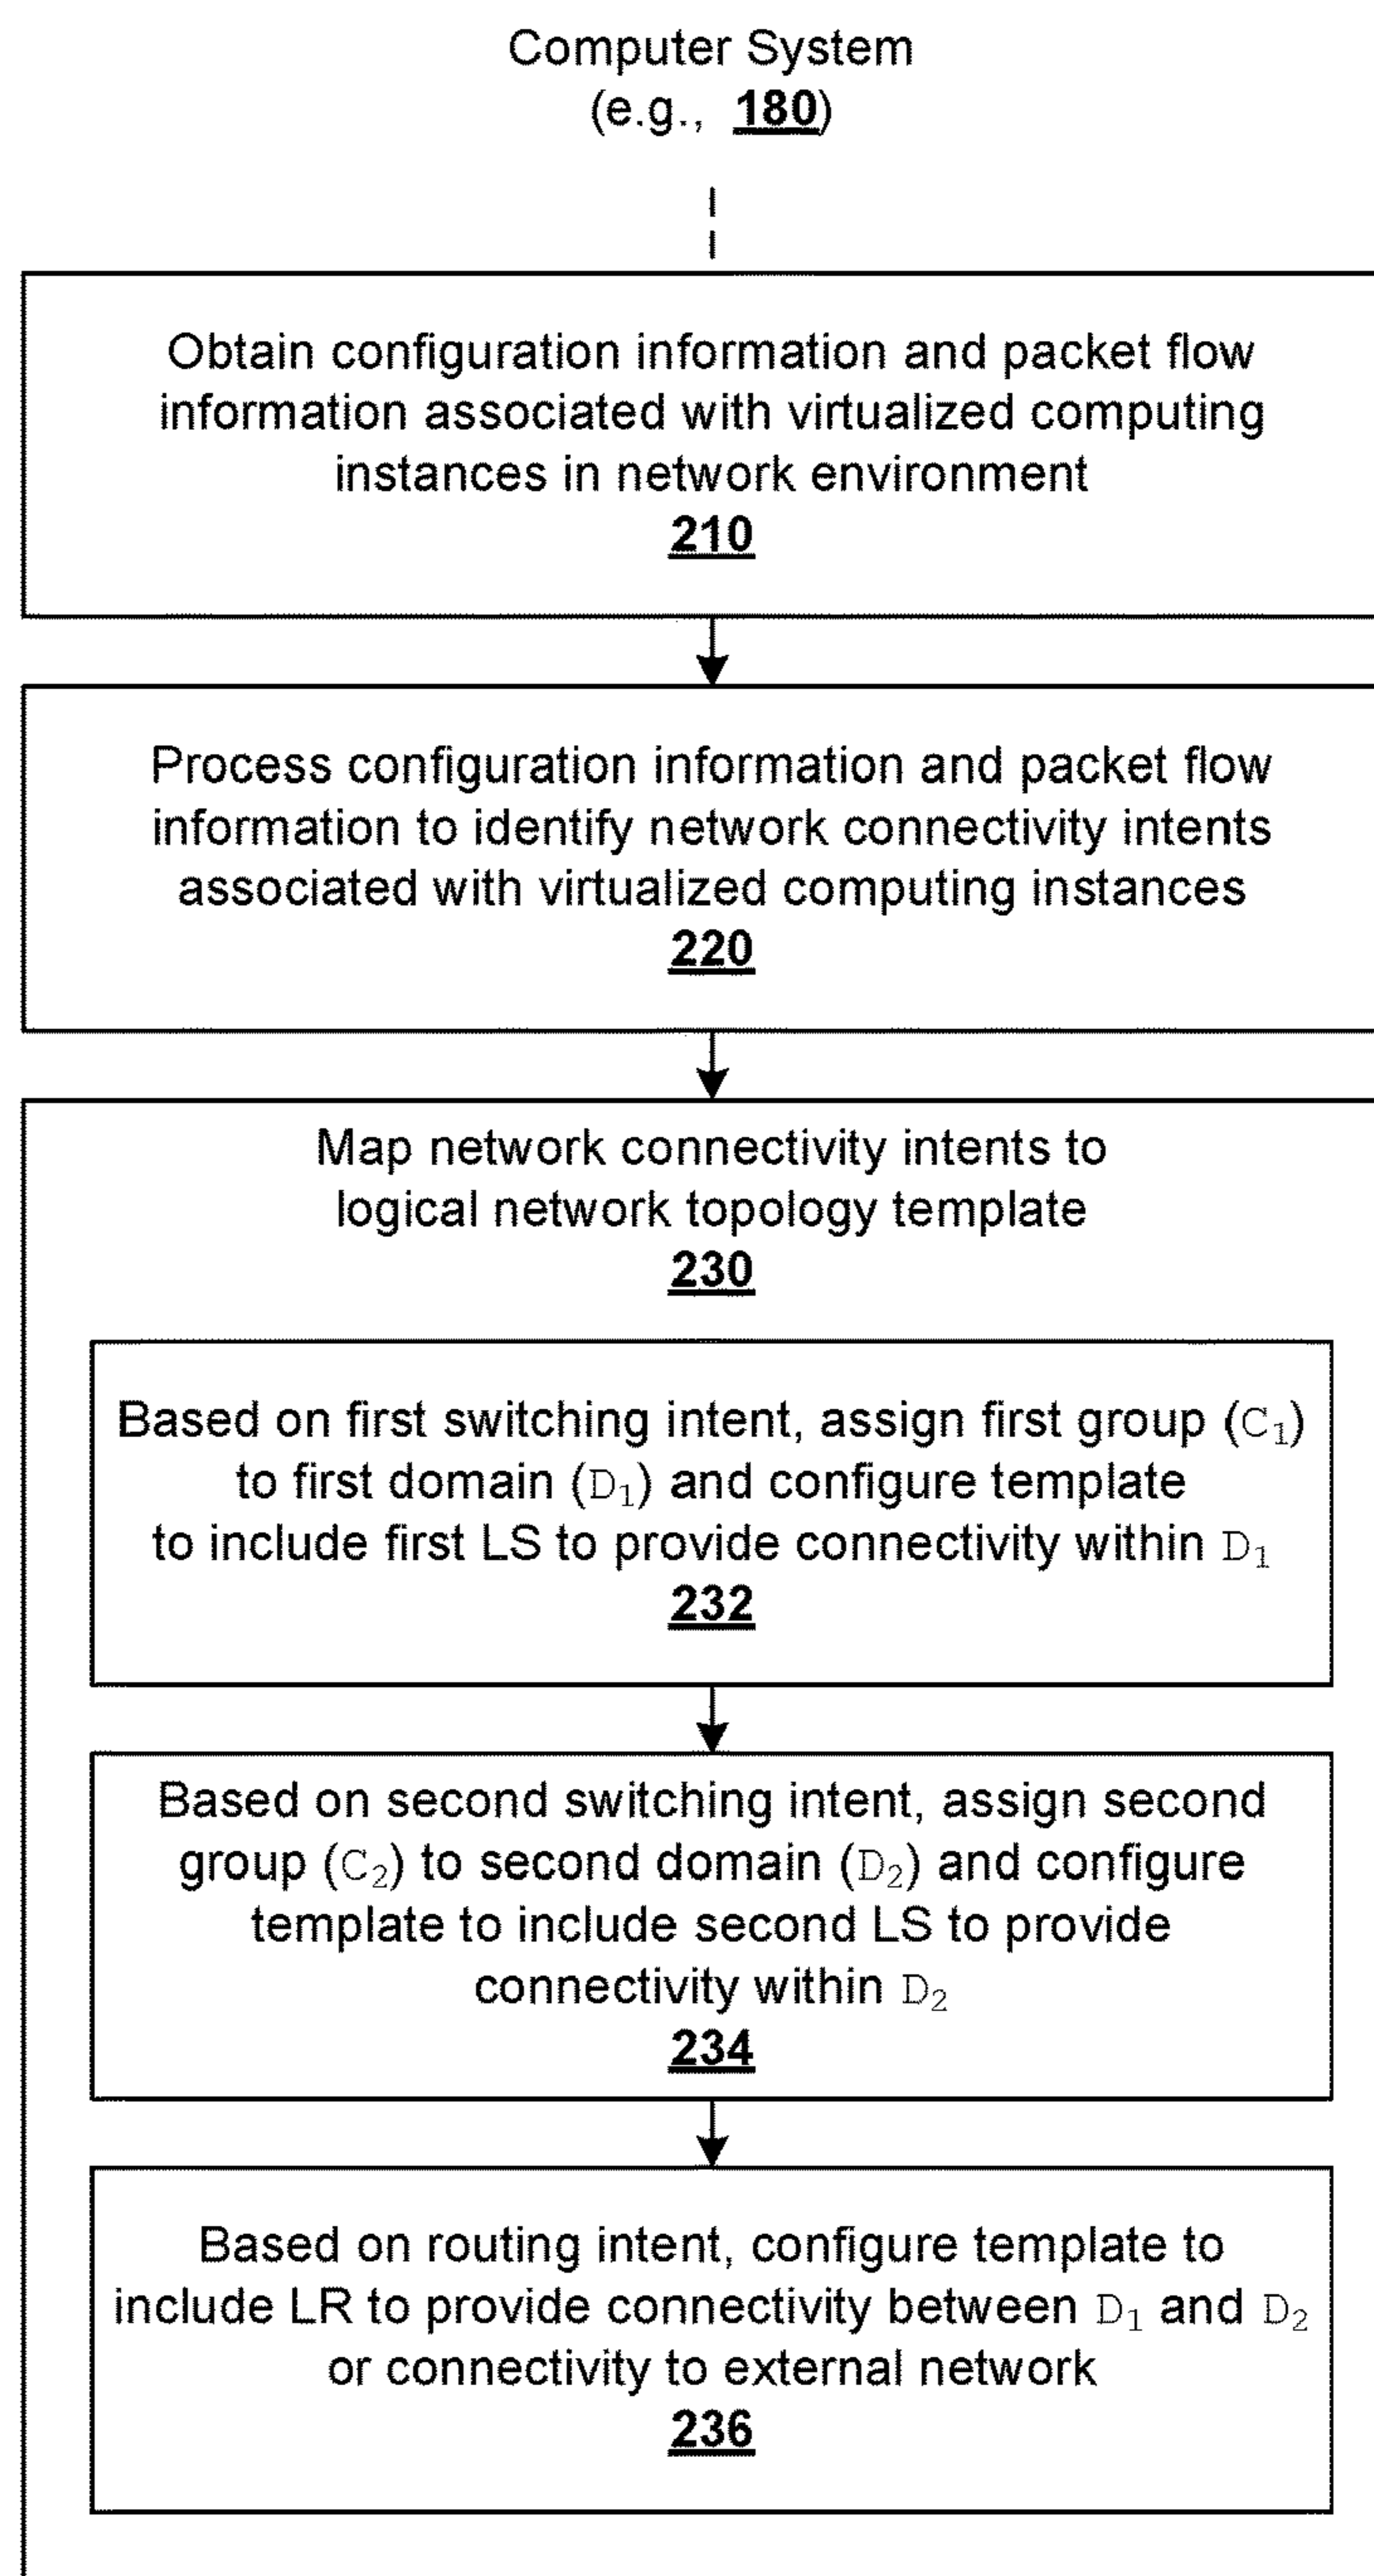 Computer System
(e.g., 180)
Obtain configuration information and packet flow
information associated with virtualized computing
instances in network environment
210
Process configuration information and packet flow
information to identify network connectivity intents
associated with virtualized computing instances
220
Map network connectivity intents to
logical network topology template
230
Based on first switching intent, assign first group (C₁)
to first domain (D₁) and configure template
to include first LS to provide connectivity within D₁
232
Based on second switching intent, assign second
group (C₂) to second domain (D₂) and configure
template to include second LS to provide
connectivity within D₂
234
Based on routing intent, configure template to
include LR to provide connectivity between D₁ and D₂
or connectivity to external network
236